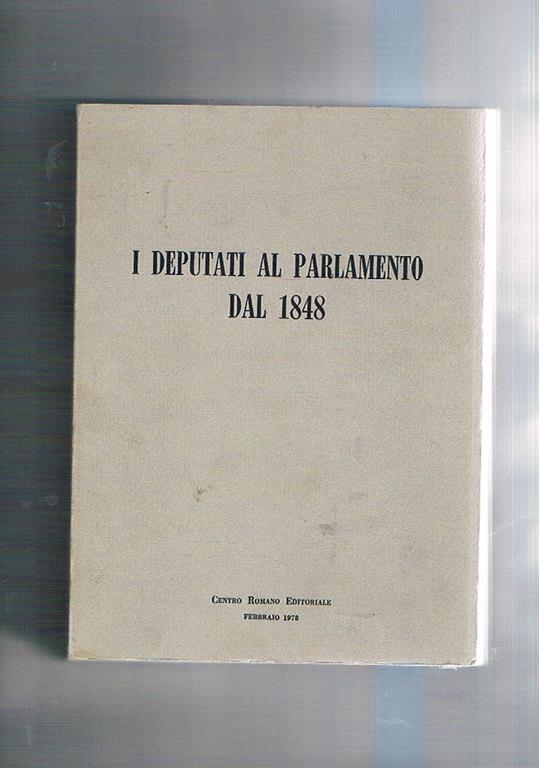 I DEPUTATI AL PARLAMENTO
DAL 1848
CENTRO ROMANO EDITORIALE
FEBBRAIO 1978